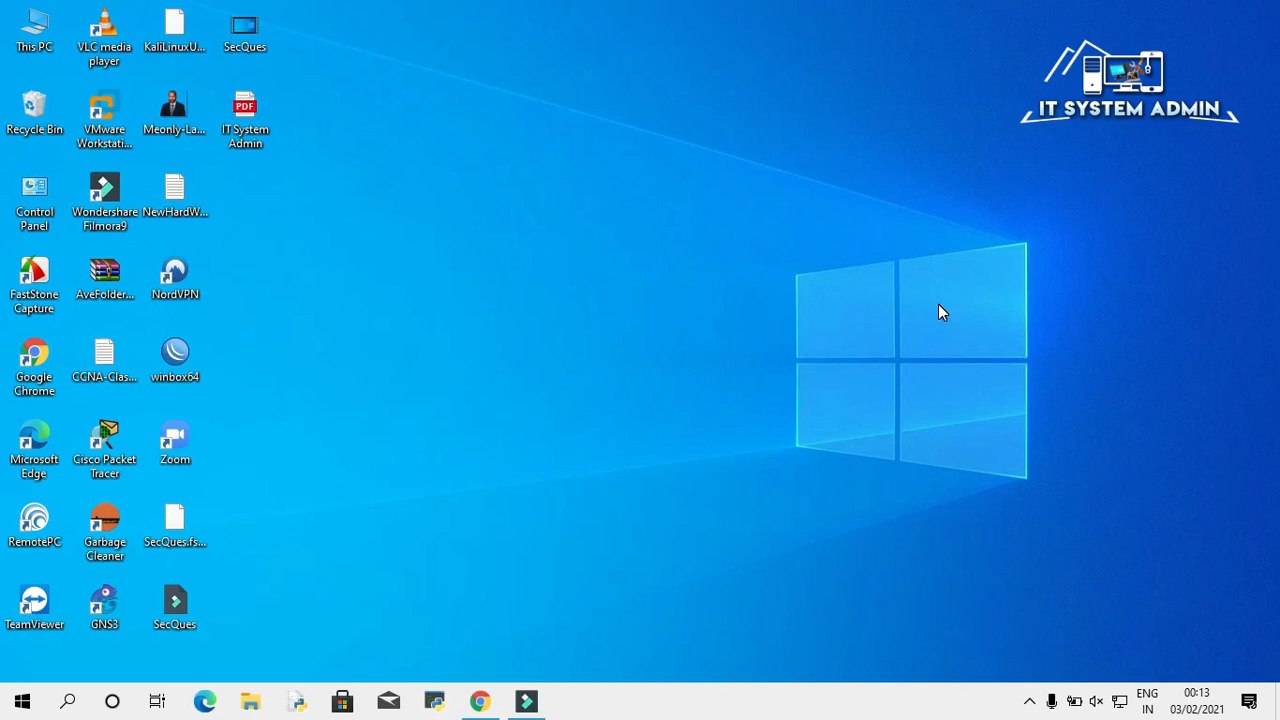 This PC
VLC media
player
KaliLinuxU...
SecQues
Recycle Bin
VMware
Workstati...
Meonly-La...
PDF
IT System
Admin
Control
Panel
Wondershare
Filmora9
NewHardW...
FastStone
Capture
AveFolder...
NordVPN
Google
Chrome
CCNA-Clas...
winbox64
Microsoft
Edge
Cisco Packet
Tracer
Zoom
RemotePC
Garbage
Cleaner
SecQues.fs...
TeamViewer
GNS3
SecQues
IT SYSTEM ADMIN
ENG
IN
00:13
03/02/2021